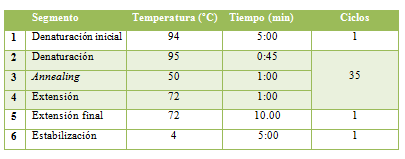 Segmento Temperatura (°C) Tiempo (min) Ciclos
1 Denaturación inicial 94 5:00 1
2 Denaturación 95 0:45
3 Annealing 50 1:00 35
4 Extensión 72 1:00
5 Extensión final 72 10.00 1
6 Estabilización 4 5:00 1